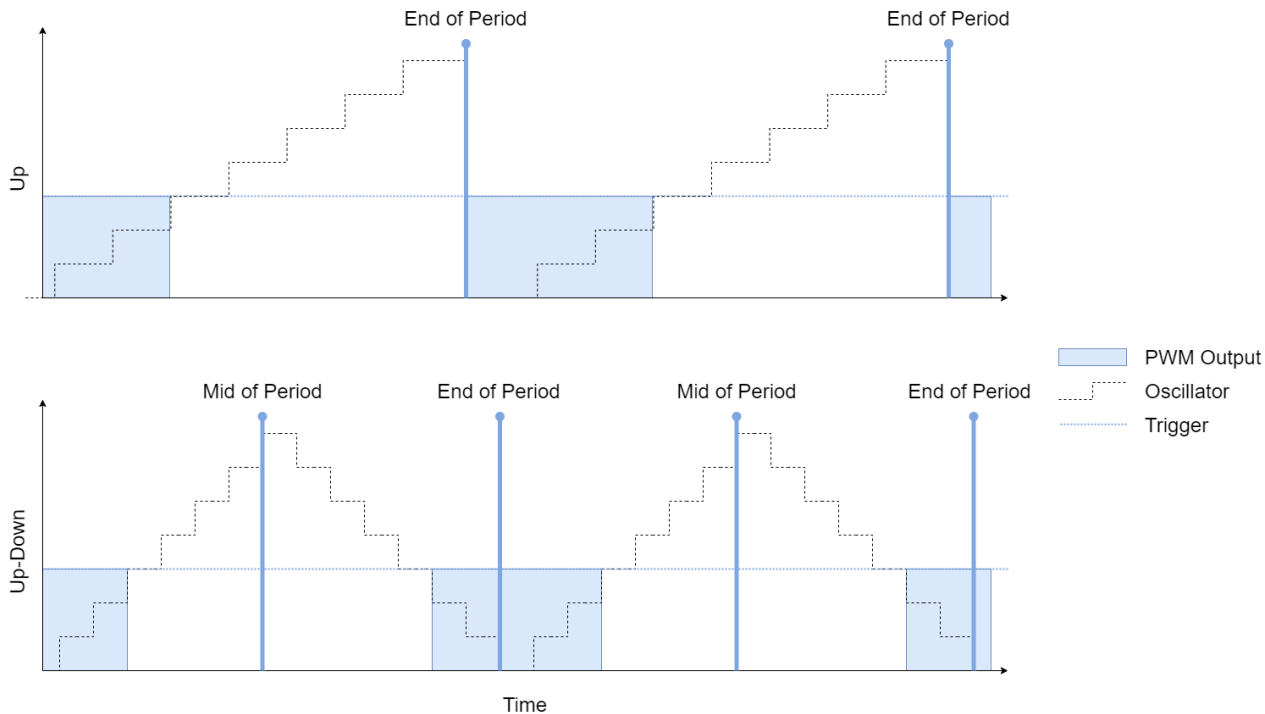 End of Period
End of Period
Up
Mid of Period
End of Period
Mid of Period
End of Period
Up-Down
Time
PWM Output
Oscillator
Trigger